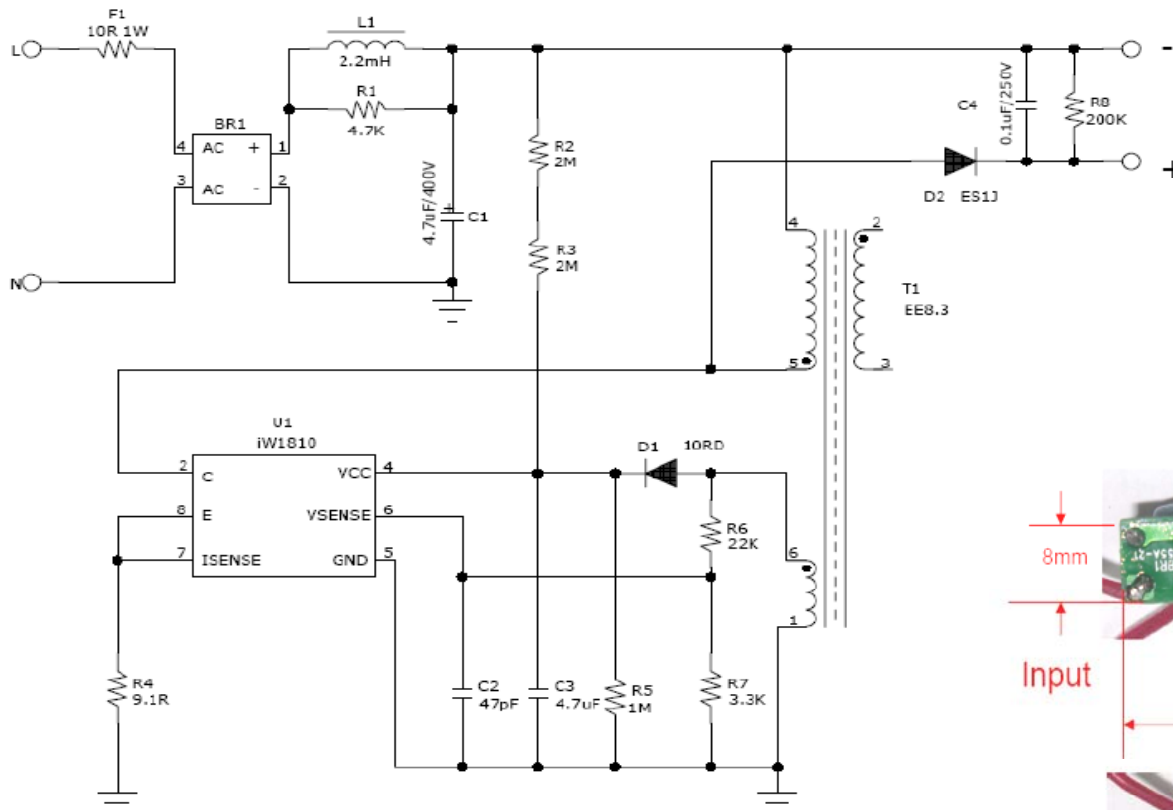 F1
10R 1W
L
L1
2.2mH
R1
4.7K
BR1
4 AC + 1
3 AC - 2
4.7uF/400V
+
C1
N
R2
2M
R3
2M
C4
0.1uF/250V
R8
200K
-
+
D2 ES1J
4
2
5
3
T1
EE8.3
U1
iW1810
2 C
8 E
7 ISENSE
VCC 4
VSENSE 6
GND 5
D1 10RD
R6
22K
6
1
R4
9.1R
C2
47pF
C3
4.7uF
R5
1M
R7
3.3K
8mm
Input